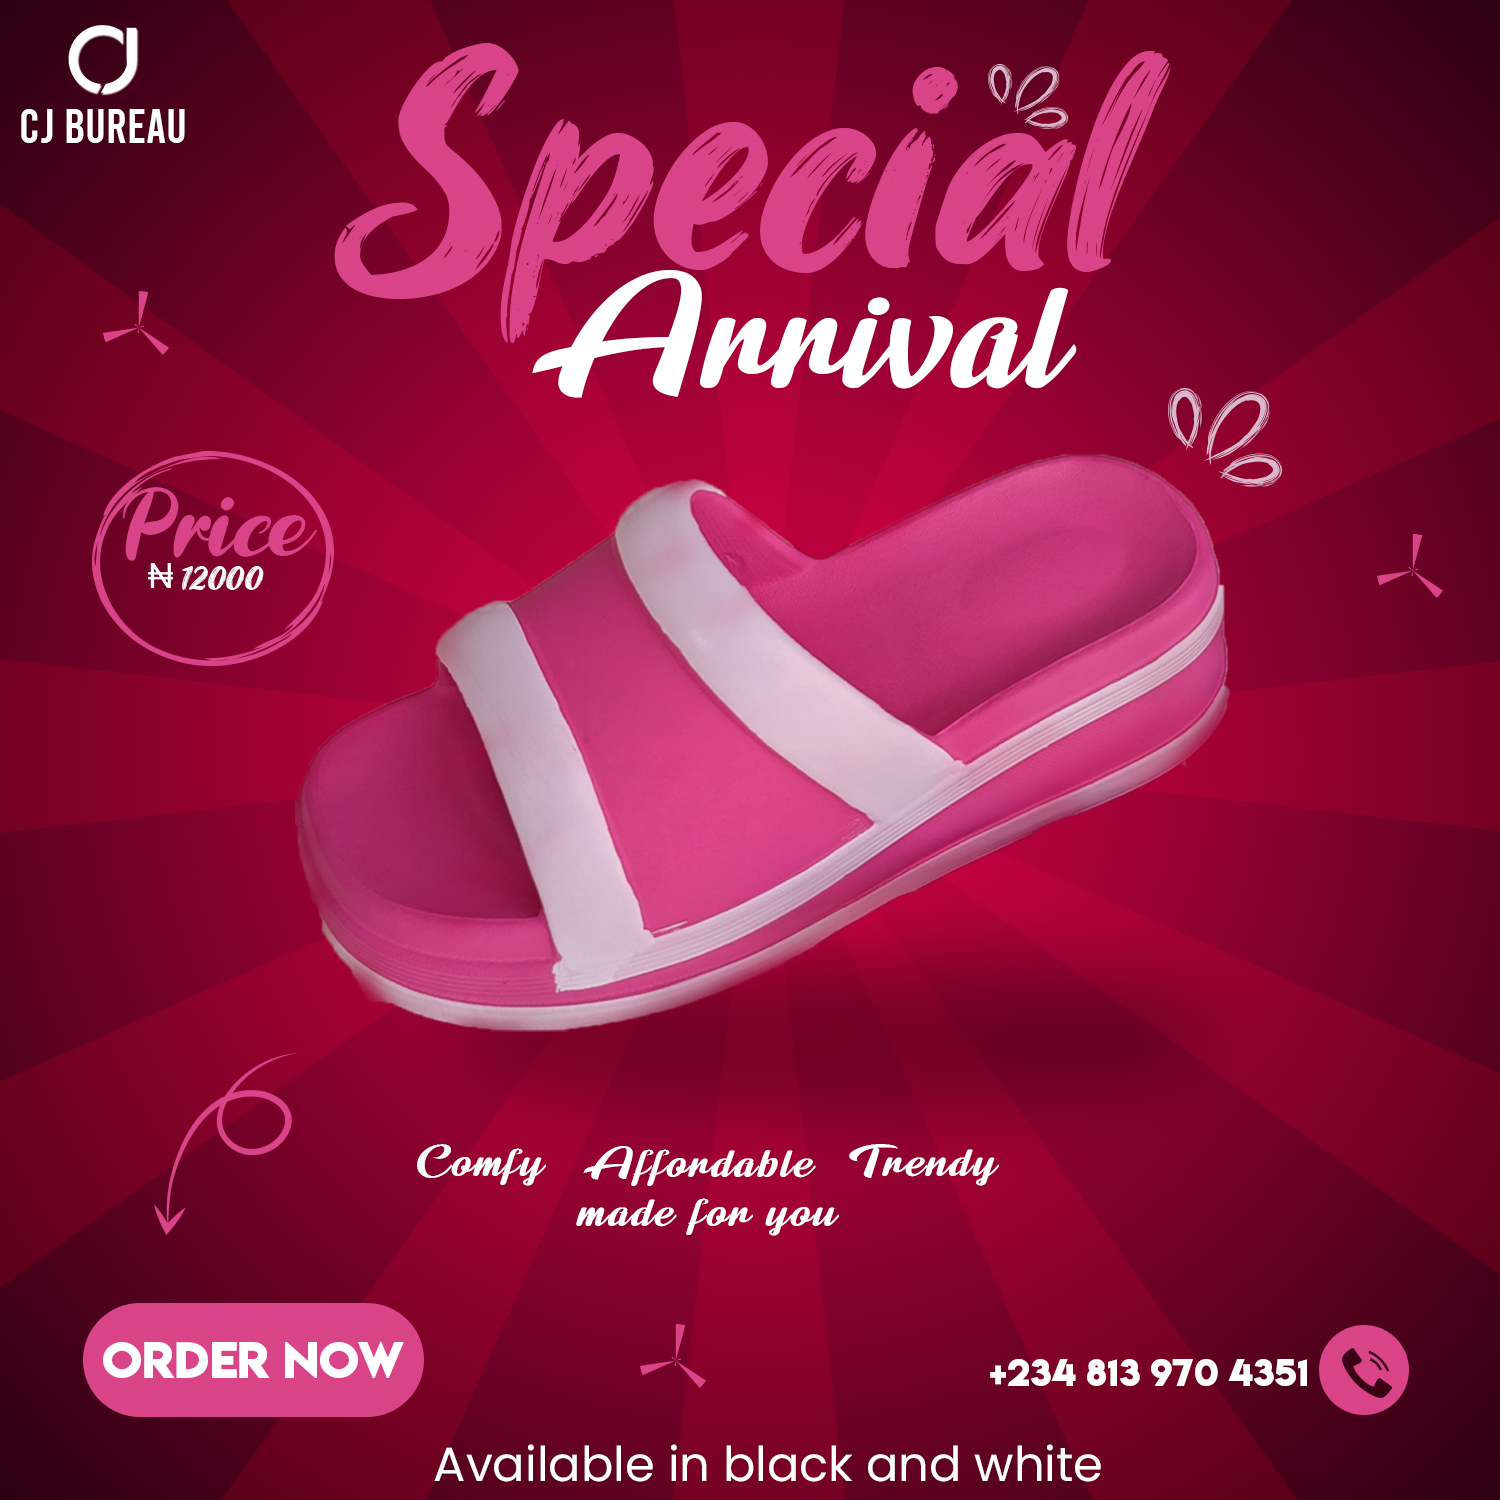 CJ BUREAU
Special
Arrival
Price
₦ 12000
Comfy Affordable Trendy
made for you
ORDER NOW
+234 813 970 4351
Available in black and white